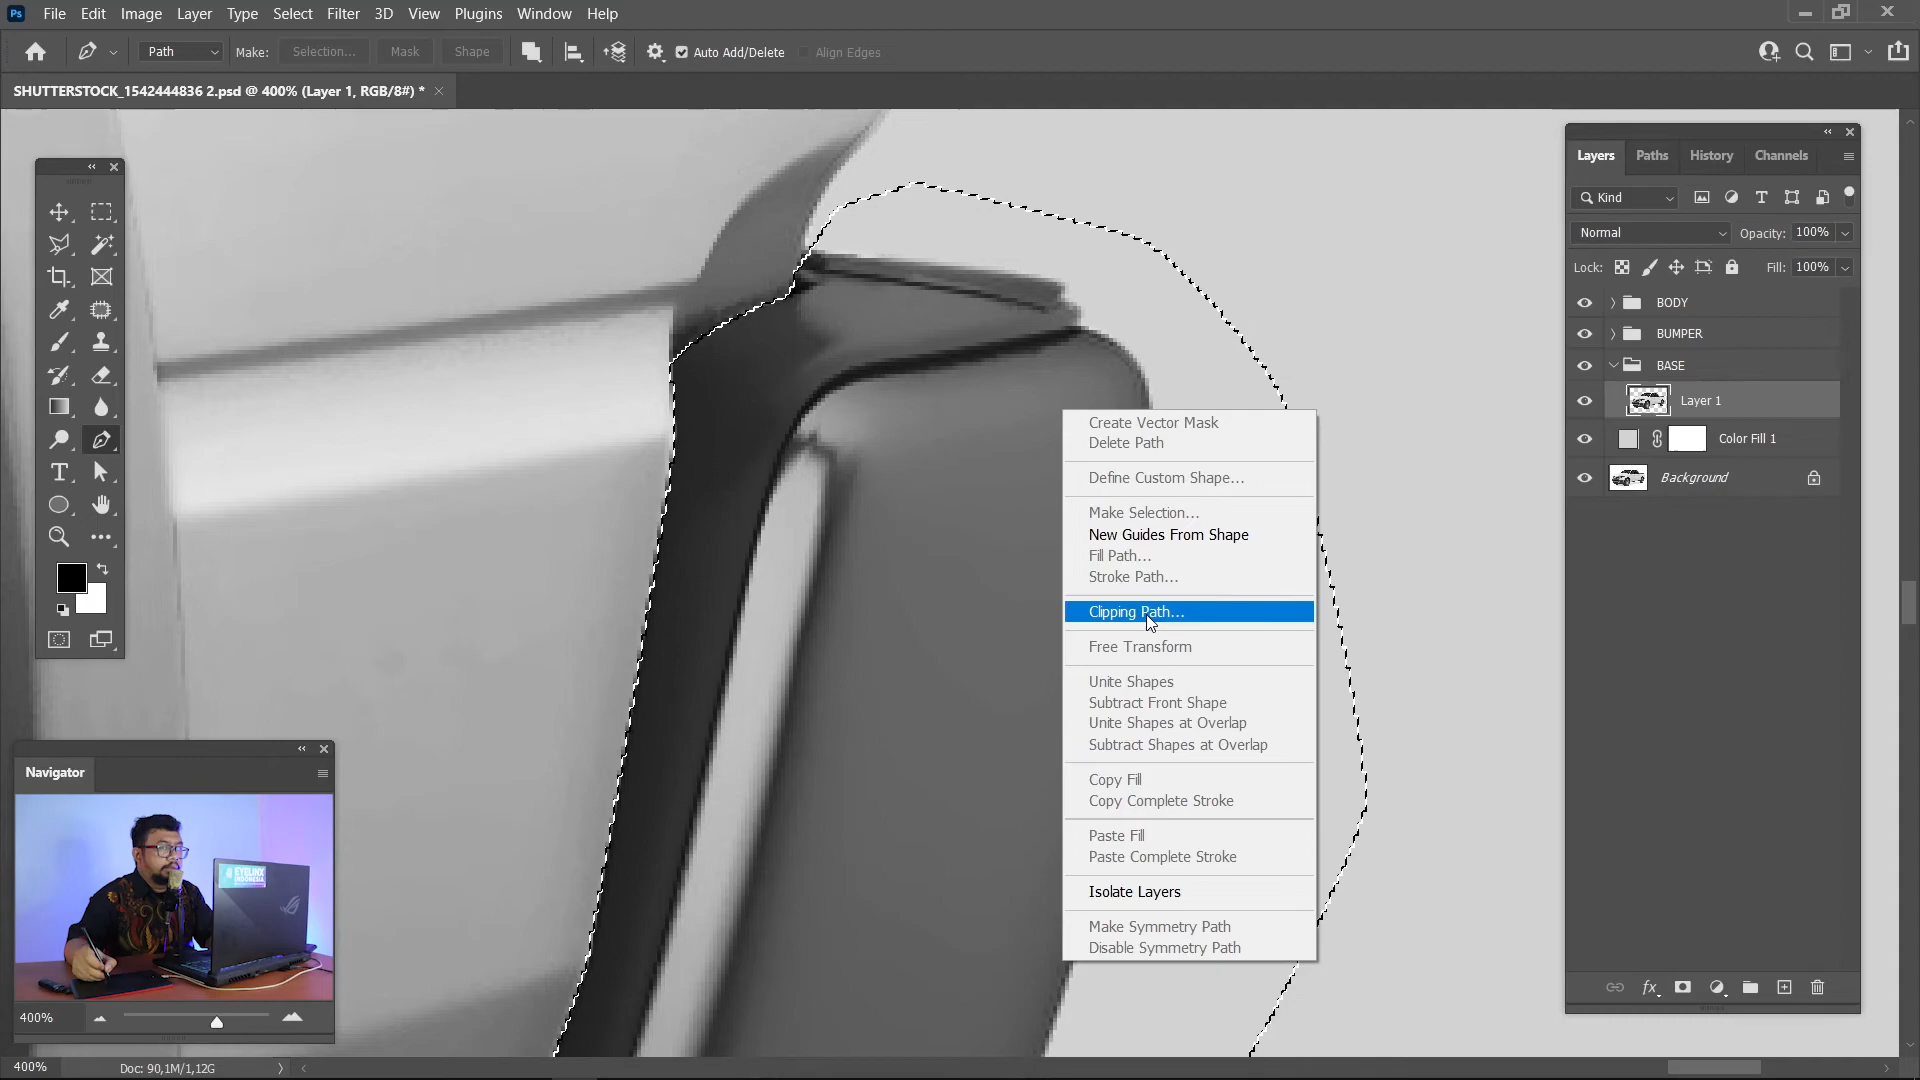 File Edit Image Layer Type Select Filter 3D View Plugins Window Help
Path Make: Selection... Mask Shape Auto Add/Delete Align Edges
SHUTTERSTOCK_1542444836 2.psd @ 400% (Layer 1, RGB/8#) *
Layers Paths History Channels
Kind
Normal Opacity: 100%
Lock: Fill: 100%
BODY
BUMPER
BASE
Layer 1
Color Fill 1
Background
Create Vector Mask
Delete Path
Define Custom Shape...
Make Selection...
New Guides From Shape
Fill Path...
Stroke Path...
Clipping Path...
Free Transform
Unite Shapes
Subtract Front Shape
Unite Shapes at Overlap
Subtract Shapes at Overlap
Copy Fill
Copy Complete Stroke
Paste Fill
Paste Complete Stroke
Isolate Layers
Make Symmetry Path
Disable Symmetry Path
Navigator
EYELINX
INDONESIA
400%
400% Doc: 90,1M/1,12G